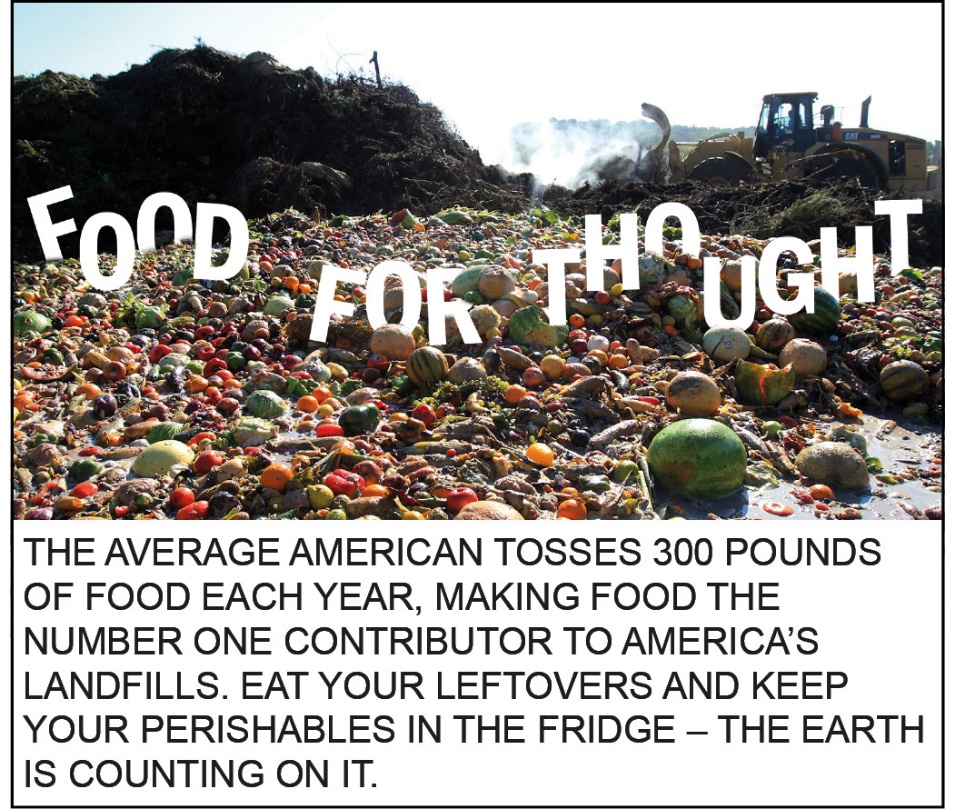 FOOD
FOR THOUGHT
CAT
THE AVERAGE AMERICAN TOSSES 300 POUNDS
OF FOOD EACH YEAR, MAKING FOOD THE
NUMBER ONE CONTRIBUTOR TO AMERICA’S
LANDFILLS. EAT YOUR LEFTOVERS AND KEEP
YOUR PERISHABLES IN THE FRIDGE – THE EARTH
IS COUNTING ON IT.